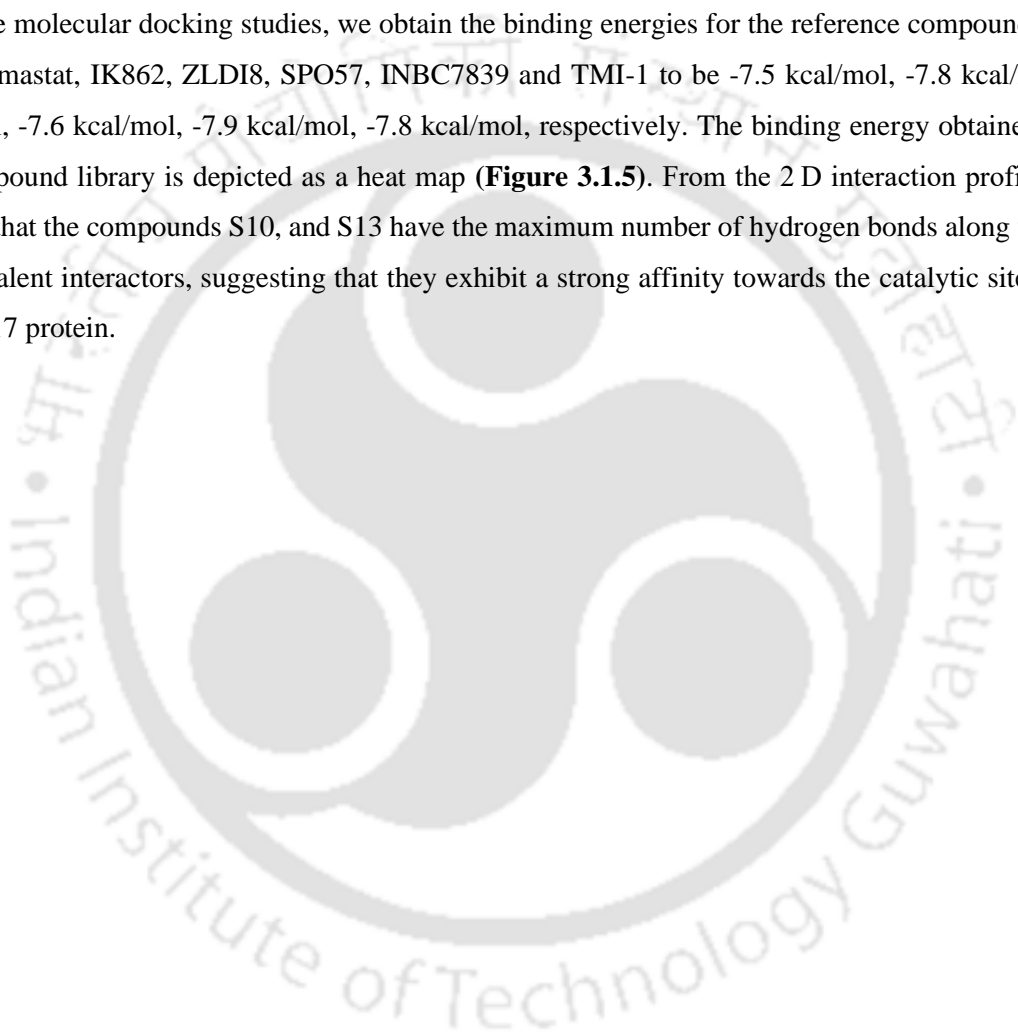 e molecular docking studies, we obtain the binding energies for the reference compound
mastat, IK862, ZLDI8, SPO57, INBC7839 and TMI-1 to be -7.5 kcal/mol, -7.8 kcal/
, -7.6 kcal/mol, -7.9 kcal/mol, -7.8 kcal/mol, respectively. The binding energy obtaine
pound library is depicted as a heat map (Figure 3.1.5). From the 2 D interaction profi
hat the compounds S10, and S13 have the maximum number of hydrogen bonds along
alent interactors, suggesting that they exhibit a strong affinity towards the catalytic site
7 protein.
Indian Institute of Technology Guwahati